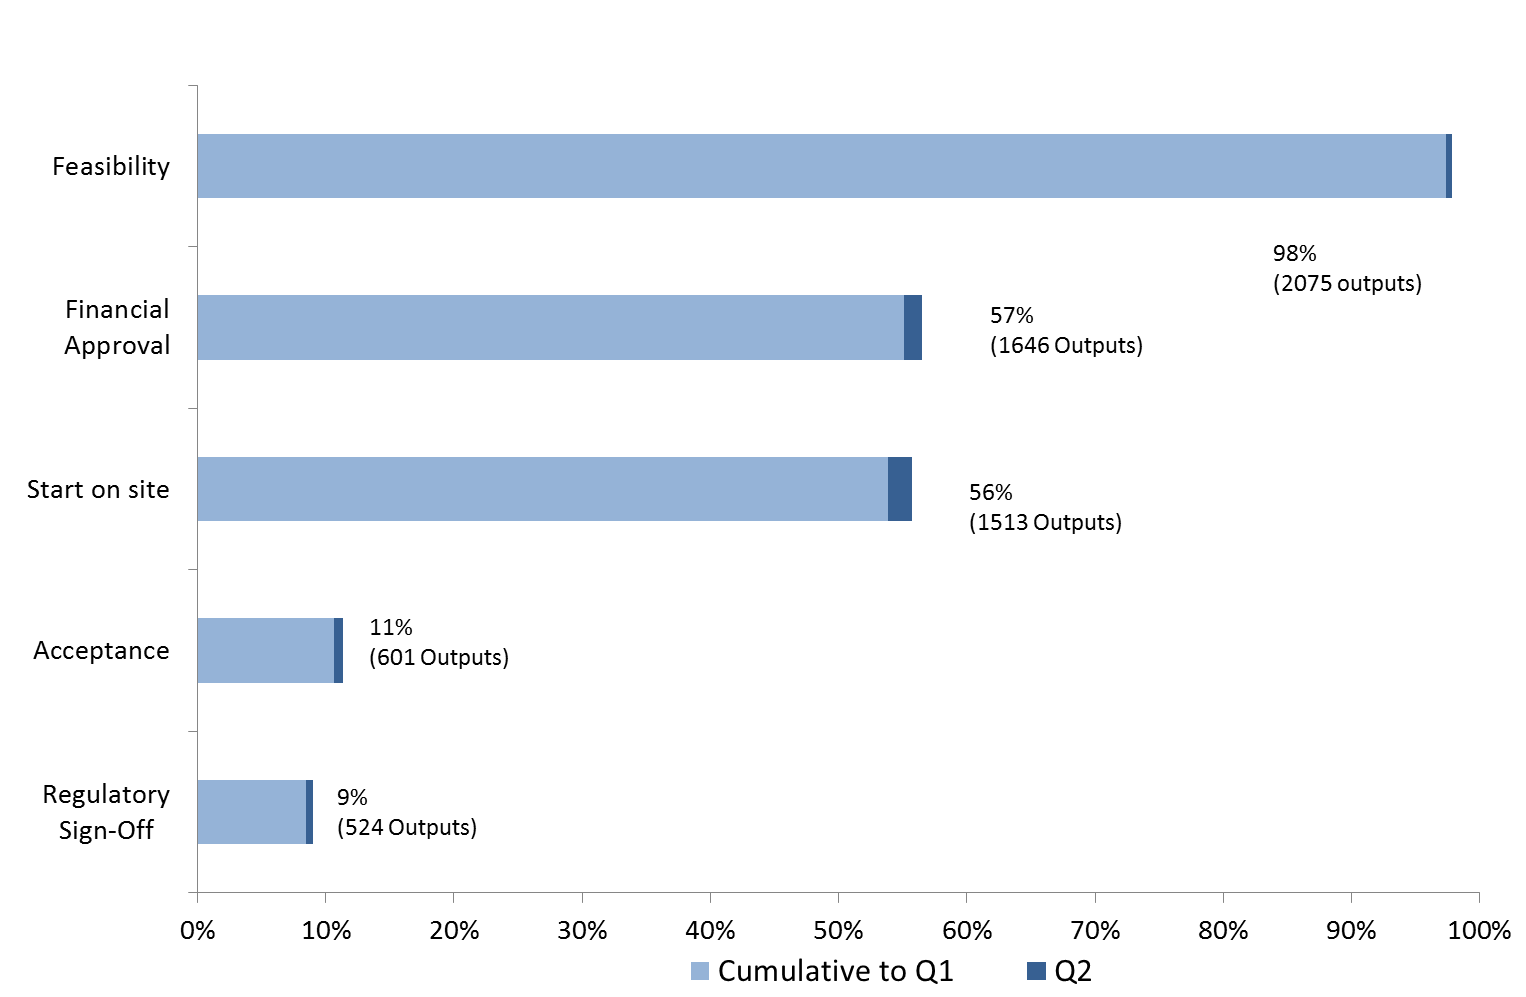 Feasibility
98%
(2075 outputs)
Financial
Approval
57%
(1646 Outputs)
Start on site
56%
(1513 Outputs)
Acceptance
11%
(601 Outputs)
Regulatory
Sign-Off
9%
(524 Outputs)
0% 10% 20% 30% 40% 50% 60% 70% 80% 90% 100%
Cumulative to Q1 Q2